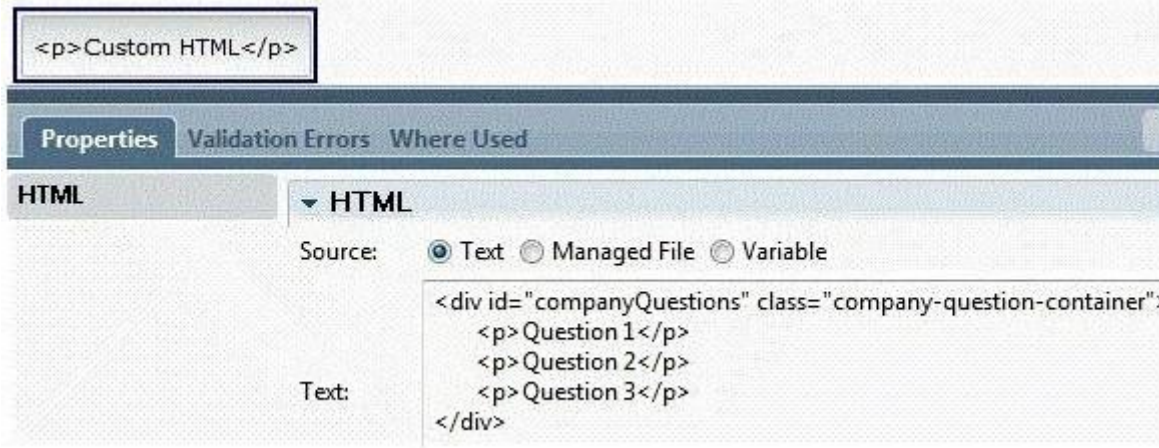 <p>Custom HTML</p>
Properties Validation Errors Where Used
HTML
HTML
Source: Text Managed File Variable
<div id="companyQuestions" class="company-question-container">
<p>Question 1</p>
<p>Question 2</p>
Text: <p>Question 3</p>
</div>